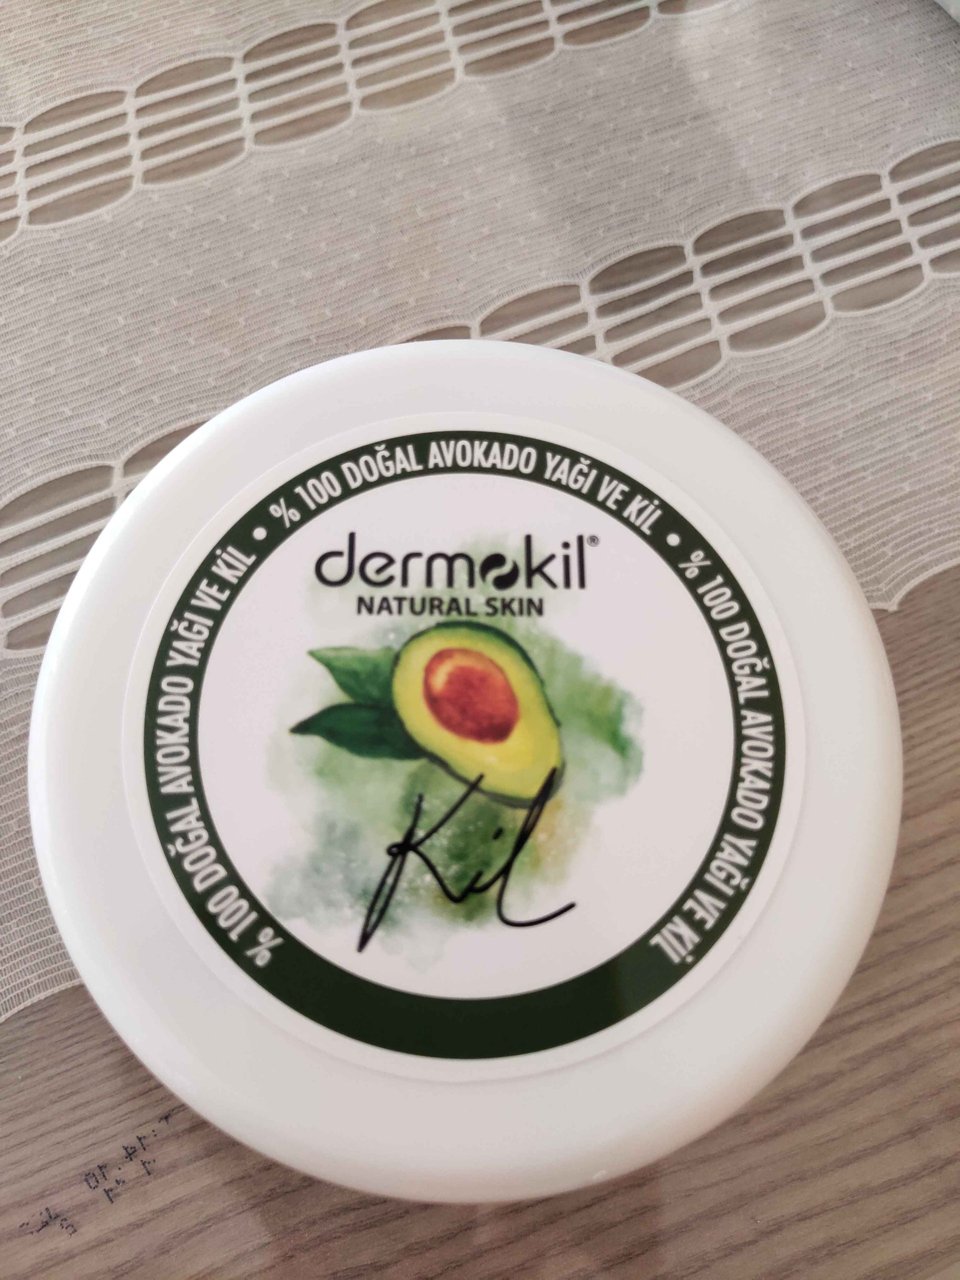 % 100 DOĞAL AVOKADO YAĞI VE KİL • % 100 DOĞAL AVOKADO YAĞI VE KİL • % 100 DOĞAL AVOKADO YAĞI VE KİL
dermokil®
NATURAL SKIN
Kil